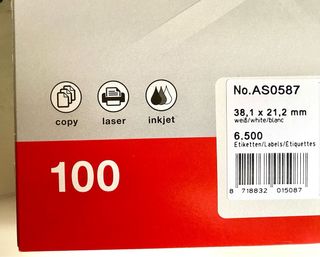 No.AS0587
38,1 x 21,2 mm
weiß/white/blanc
6.500
Etiketten/Labels/Étiquettes
8 718832 015087
copy laser inkjet
100